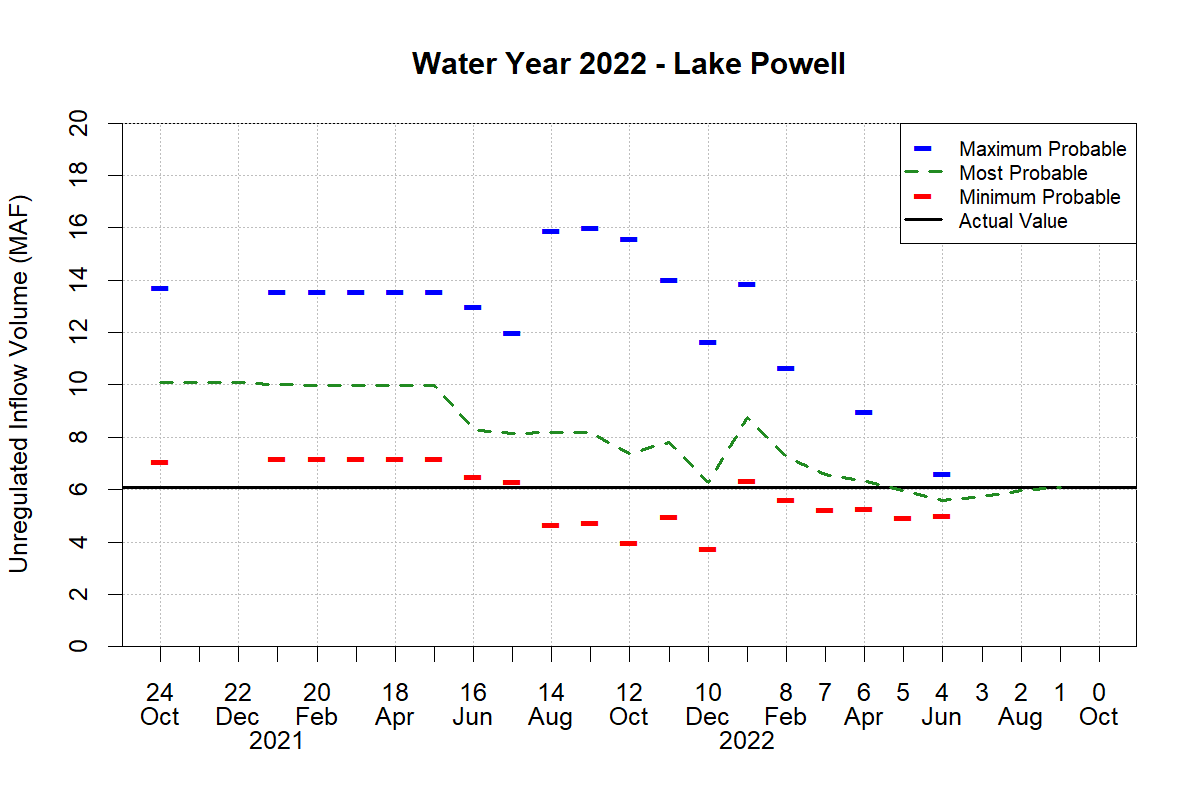 Water Year 2022 - Lake Powell
Maximum Probable
Most Probable
Minimum Probable
Actual Value
Unregulated Inflow Volume (MAF)
20
18
16
14
12
10
8
6
4
2
0
24 22 20 18 16 14 12 10 8 7 6 5 4 3 2 1 0
Oct Dec Feb Apr Jun Aug Oct Dec Feb Apr Jun Aug Oct
2021 2022